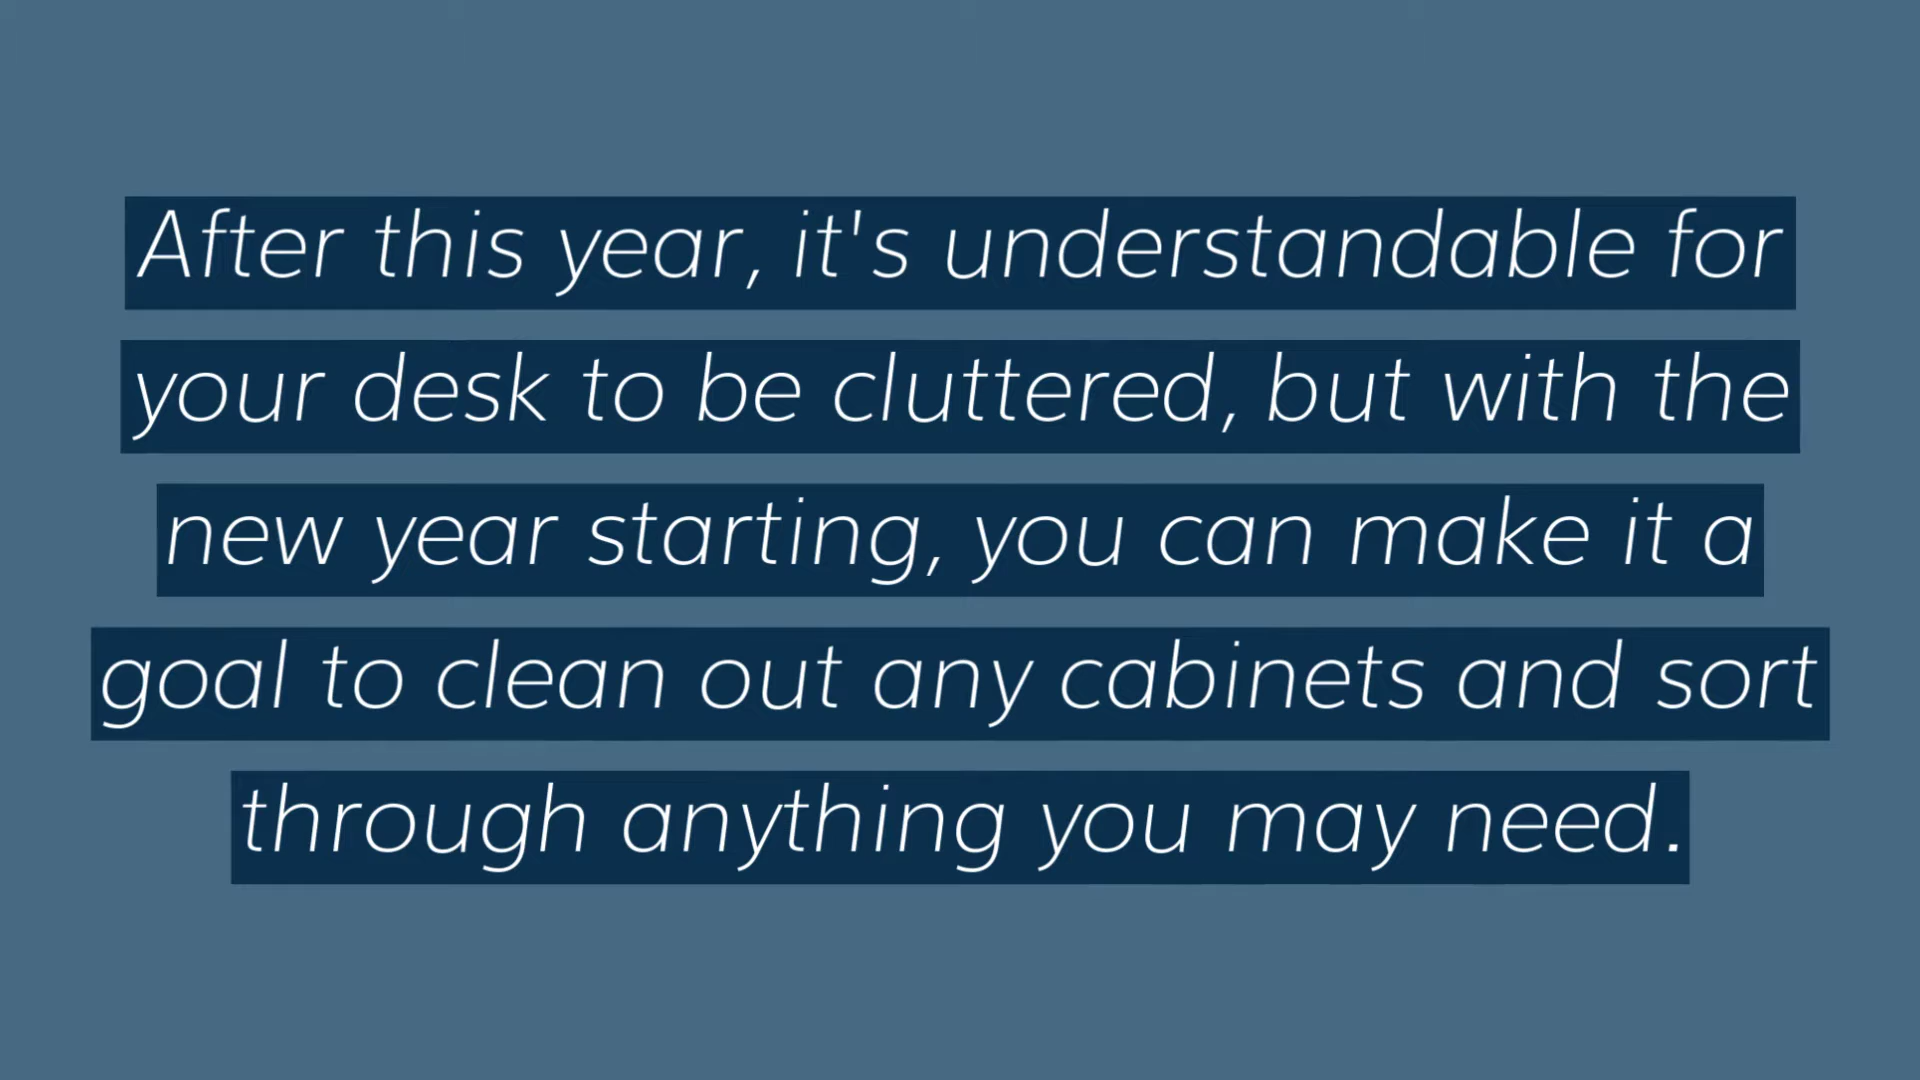 After this year, it's understandable for
your desk to be cluttered, but with the
new year starting, you can make it a
goal to clean out any cabinets and sort
through anything you may need.